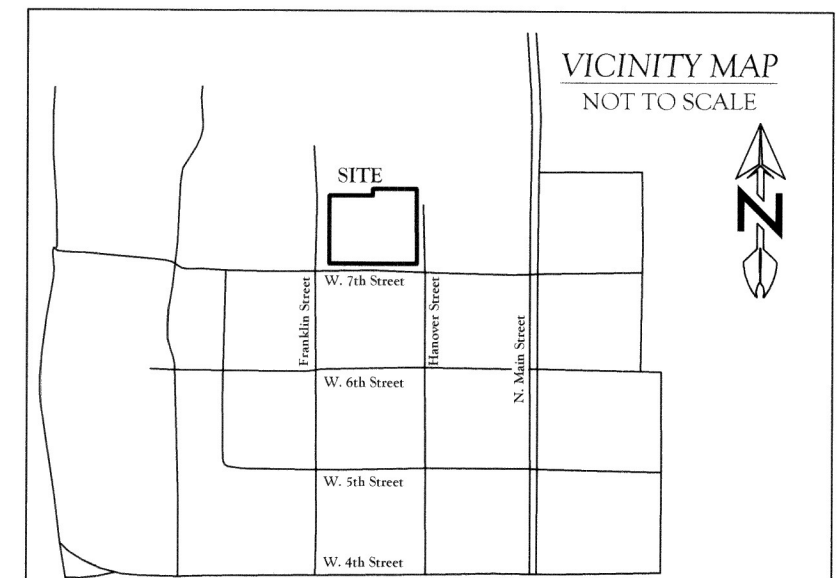 VICINITY MAP
NOT TO SCALE
N
SITE
W. 7th Street
Franklin Street
Hanover Street
N. Main Street
W. 6th Street
W. 5th Street
W. 4th Street